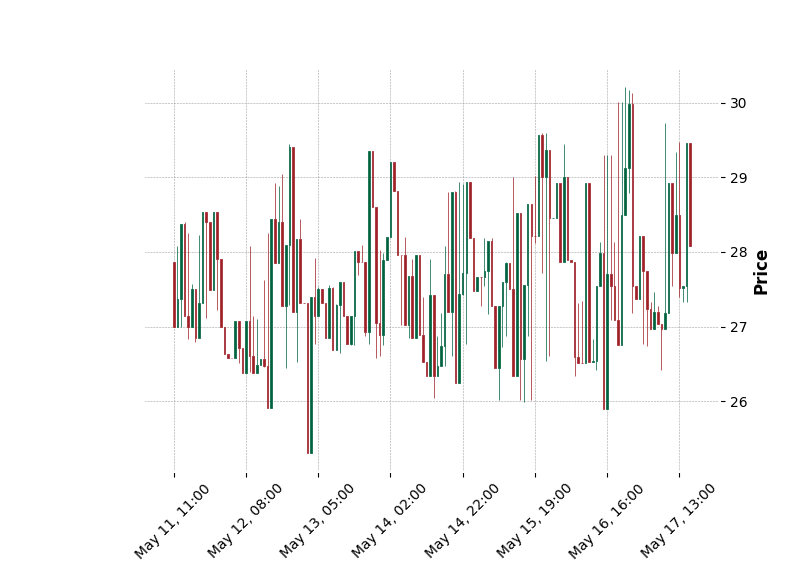 30
29
28
27
26
Price
May 11, 11:00
May 12, 08:00
May 13, 05:00
May 14, 02:00
May 14, 22:00
May 15, 19:00
May 16, 16:00
May 17, 13:00